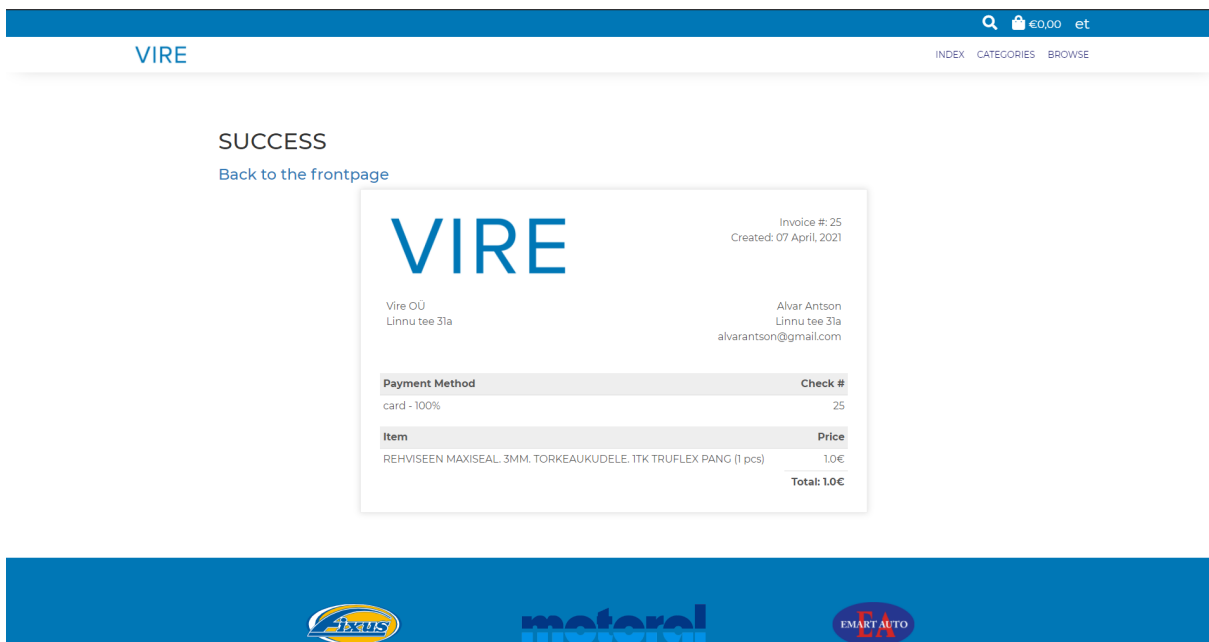 €0,00 et
VIRE
INDEX CATEGORIES BROWSE
SUCCESS
Back to the frontpage
VIRE
Invoice #: 25
Created: 07 April, 2021
Vire OÜ
Linnu tee 31a
Alvar Antson
Linnu tee 31a
alvarantson@gmail.com
Payment Method Check #
card - 100% 25
Item Price
REHVISEEN MAXISEAL. 3MM. TORKEAUKUDELE. 1TK TRUFLEX PANG (1 pcs) 1.0€
Total: 1.0€
Fixus
motoral
EMART AUTO
EA